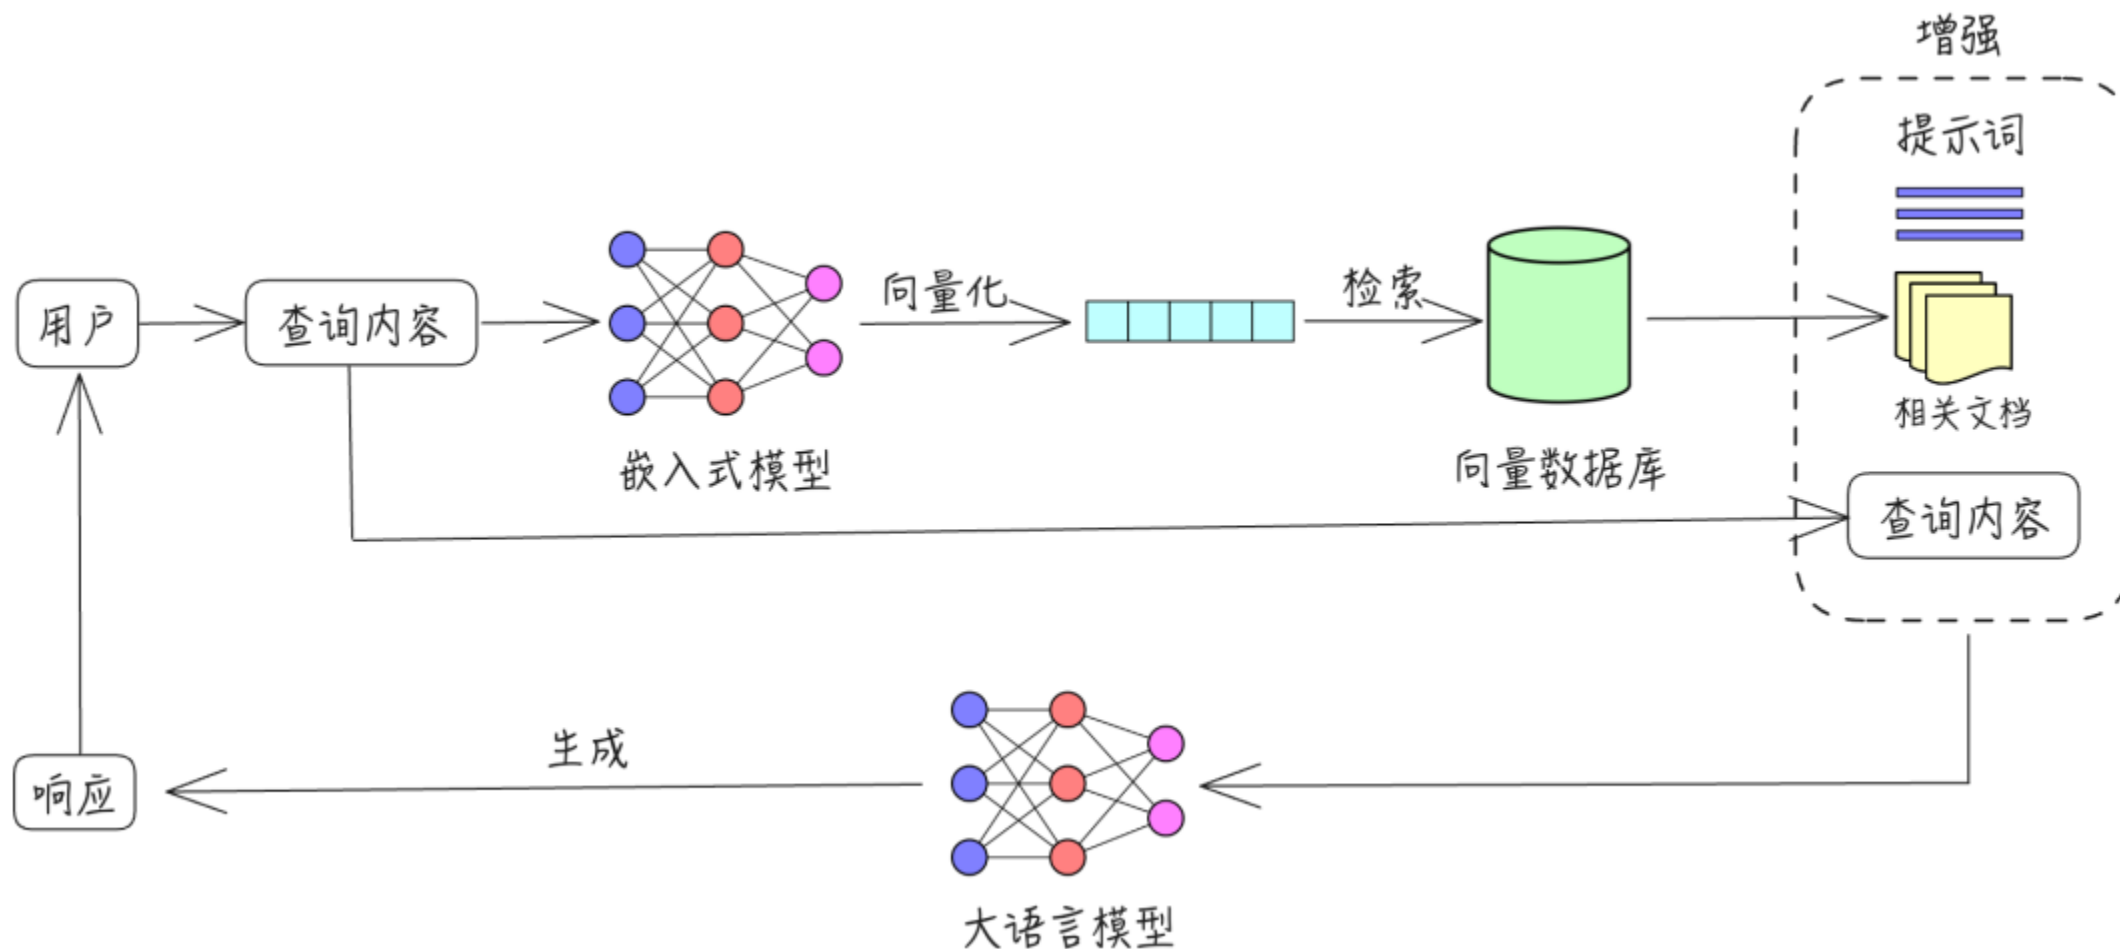 增强
提示词
用户
查询内容
向量化
检索
相关文档
嵌入式模型
向量数据库
查询内容
生成
响应
大语言模型